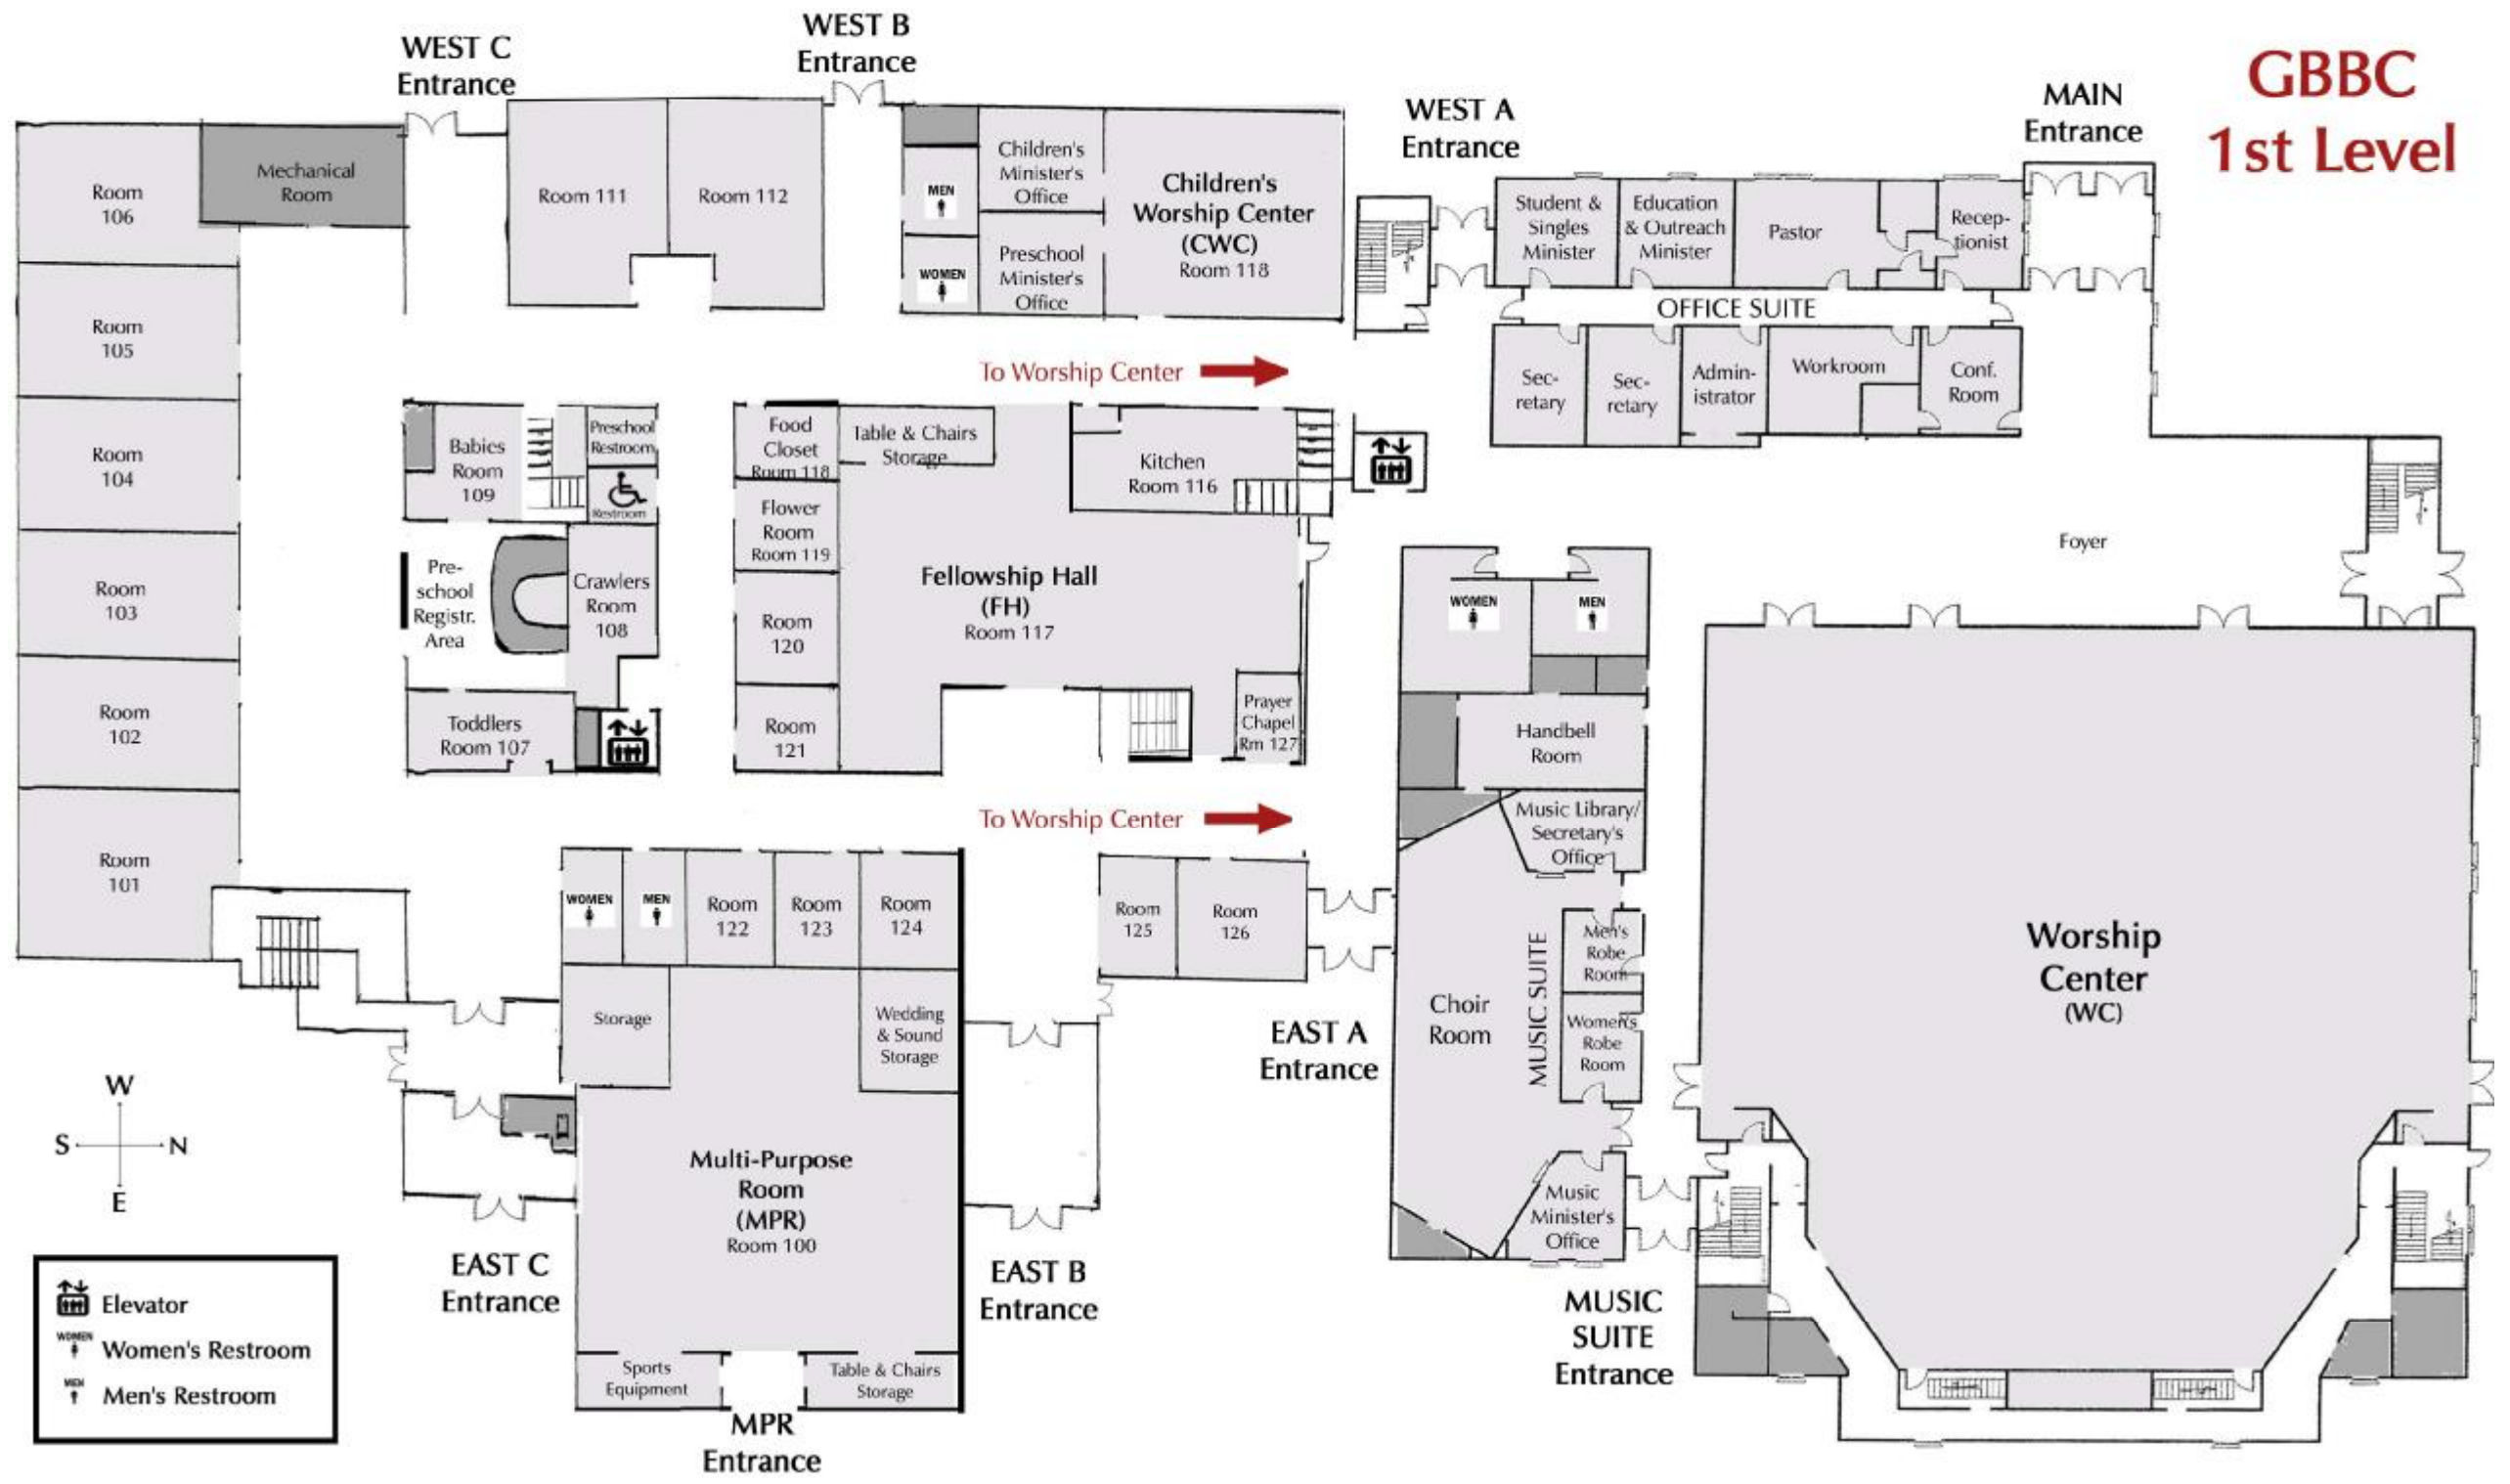 WEST C
Entrance
WEST B
Entrance
WEST A
Entrance
MAIN
Entrance
GBBC
1st Level
Room
106
Mechanical
Room
Room 111
Room 112
MEN
WOMEN
Children's
Minister's
Office
Preschool
Minister's
Office
Children's
Worship Center
(CWC)
Room 118
Student &
Singles
Minister
Education
& Outreach
Minister
Pastor
Recep-
tionist
OFFICE SUITE
Sec-
retary
Sec-
retary
Admin-
istrator
Workroom
Conf.
Room
Room
105
To Worship Center
Room
104
Babies
Room
109
Preschool
Restroom
Restroom
Food
Closet
Room 118
Table & Chairs
Storage
Kitchen
Room 116
Flower
Room
Room 119
Foyer
Room
103
Pre-
school
Registr.
Area
Crawlers
Room
108
Room
120
Fellowship Hall
(FH)
Room 117
WOMEN
MEN
Room
102
Toddlers
Room 107
Room
121
Prayer
Chapel
Rm 127
Handbell
Room
To Worship Center
Music Library/
Secretary's
Office
Room
101
WOMEN
MEN
Room
122
Room
123
Room
124
Room
125
Room
126
Men's
Robe
Room
Women's
Robe
Room
MUSIC SUITE
Choir
Room
Worship
Center
(WC)
Storage
Wedding
& Sound
Storage
EAST A
Entrance
W
S
N
E
Multi-Purpose
Room
(MPR)
Room 100
Music
Minister's
Office
EAST C
Entrance
EAST B
Entrance
MUSIC
SUITE
Entrance
Sports
Equipment
Table & Chairs
Storage
MPR
Entrance
Elevator
WOMEN
Women's Restroom
MEN
Men's Restroom